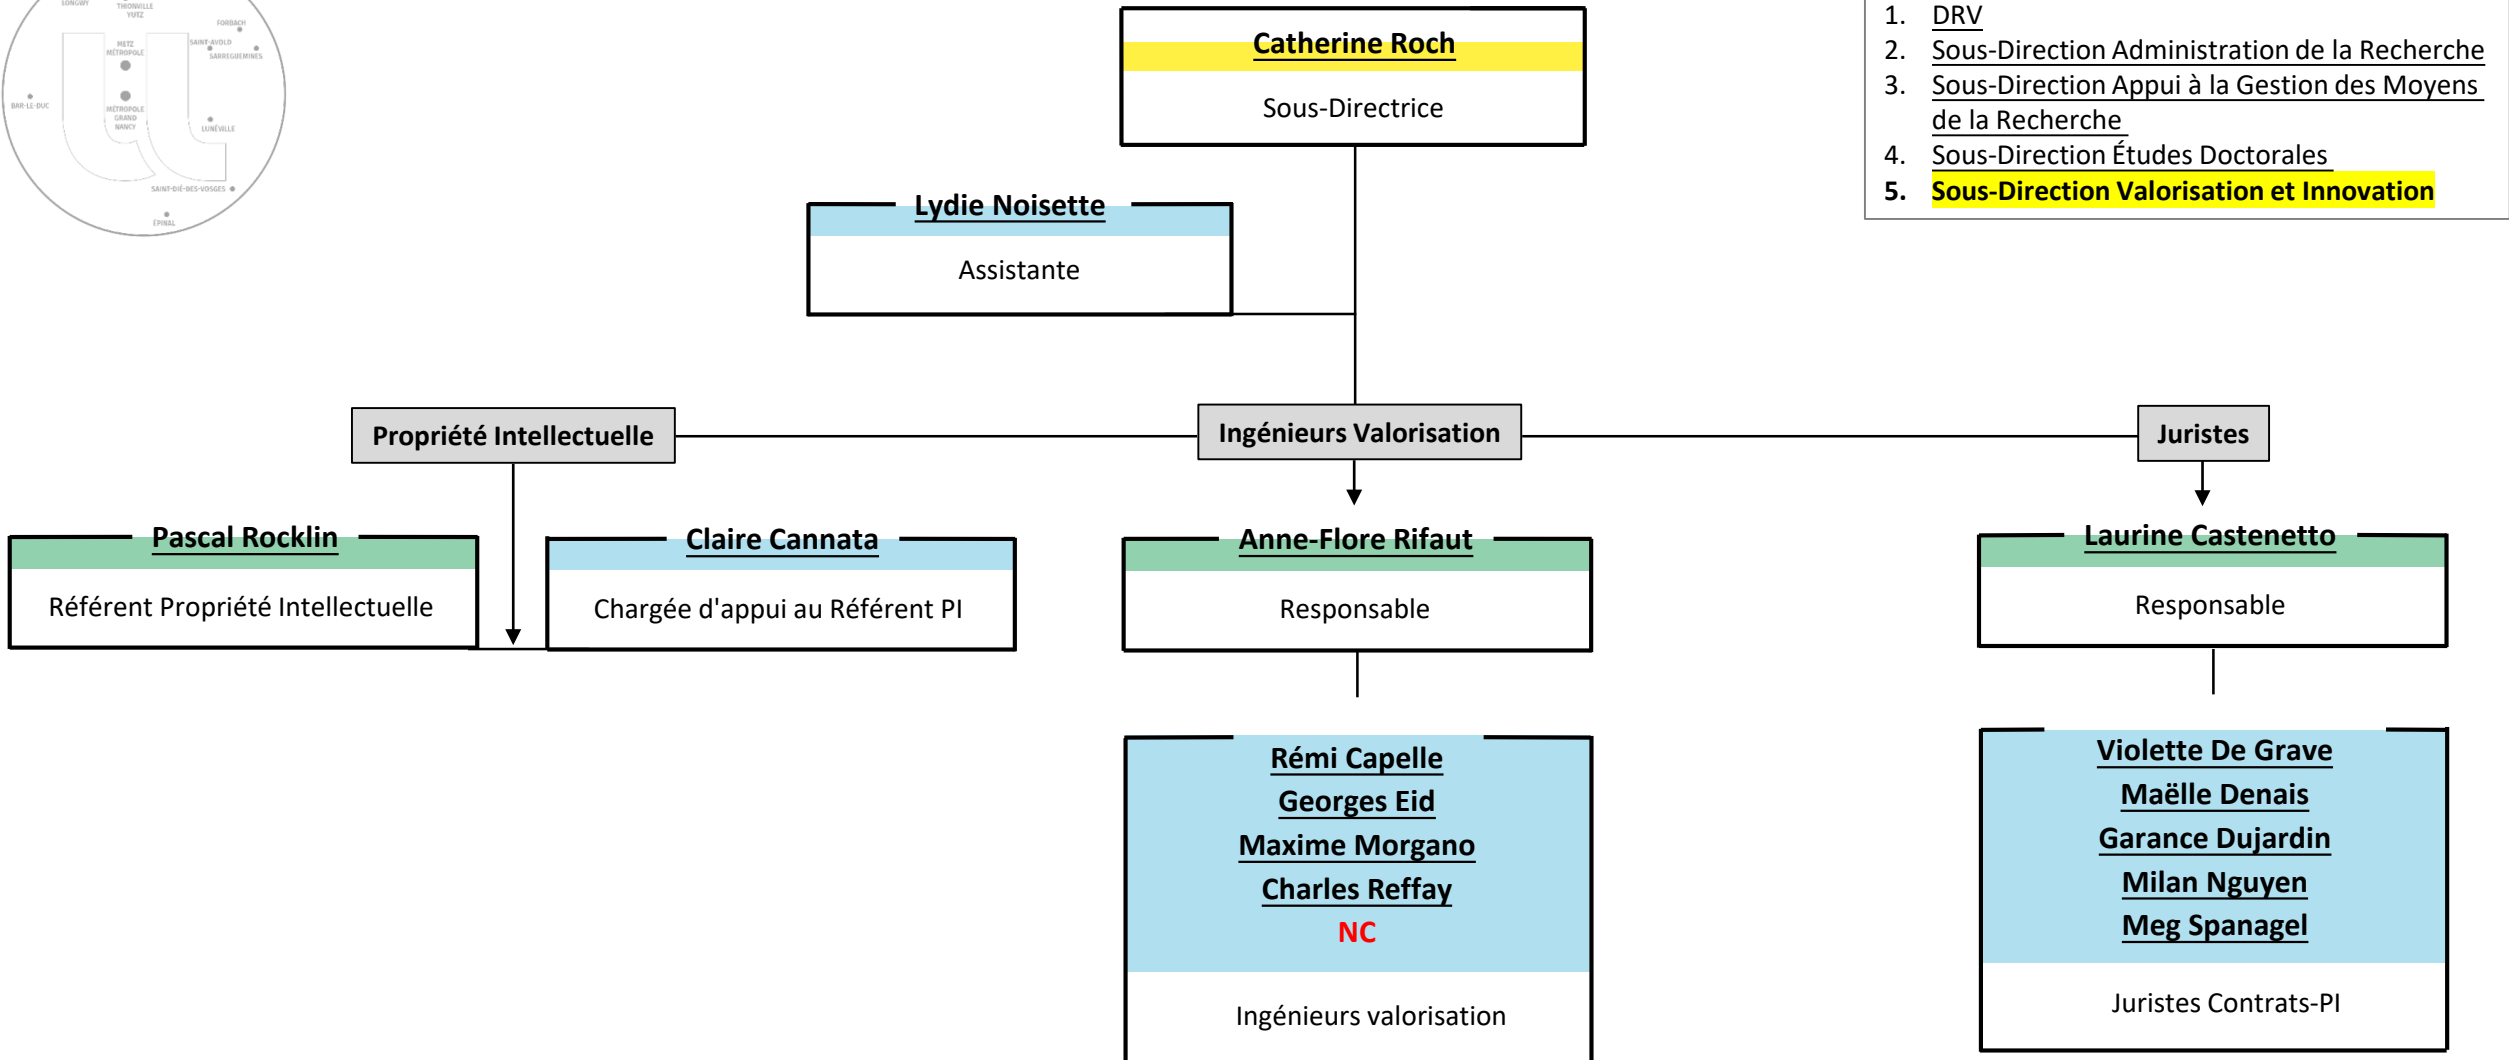 LONGWY
THIONVILLE
YUTZ
FORBACH
METZ
MÉTROPOLE
SAINT-AVOLD
SARREGUEMINES
BAR-LE-DUC
MÉTROPOLE
GRAND
NANCY
LUNÉVILLE
SAINT-DIÉ-DES-VOSGES
ÉPINAL
1. DRV
2. Sous-Direction Administration de la Recherche
3. Sous-Direction Appui à la Gestion des Moyens
de la Recherche
4. Sous-Direction Études Doctorales
5. Sous-Direction Valorisation et Innovation
Catherine Roch
Sous-Directrice
Lydie Noisette
Assistante
Propriété Intellectuelle
Ingénieurs Valorisation
Juristes
Pascal Rocklin
Référent Propriété Intellectuelle
Claire Cannata
Chargée d'appui au Référent PI
Anne-Flore Rifaut
Responsable
Laurine Castenetto
Responsable
Rémi Capelle
Georges Eid
Maxime Morgano
Charles Reffay
NC
Ingénieurs valorisation
Violette De Grave
Maëlle Denais
Garance Dujardin
Milan Nguyen
Meg Spanagel
Juristes Contrats-PI